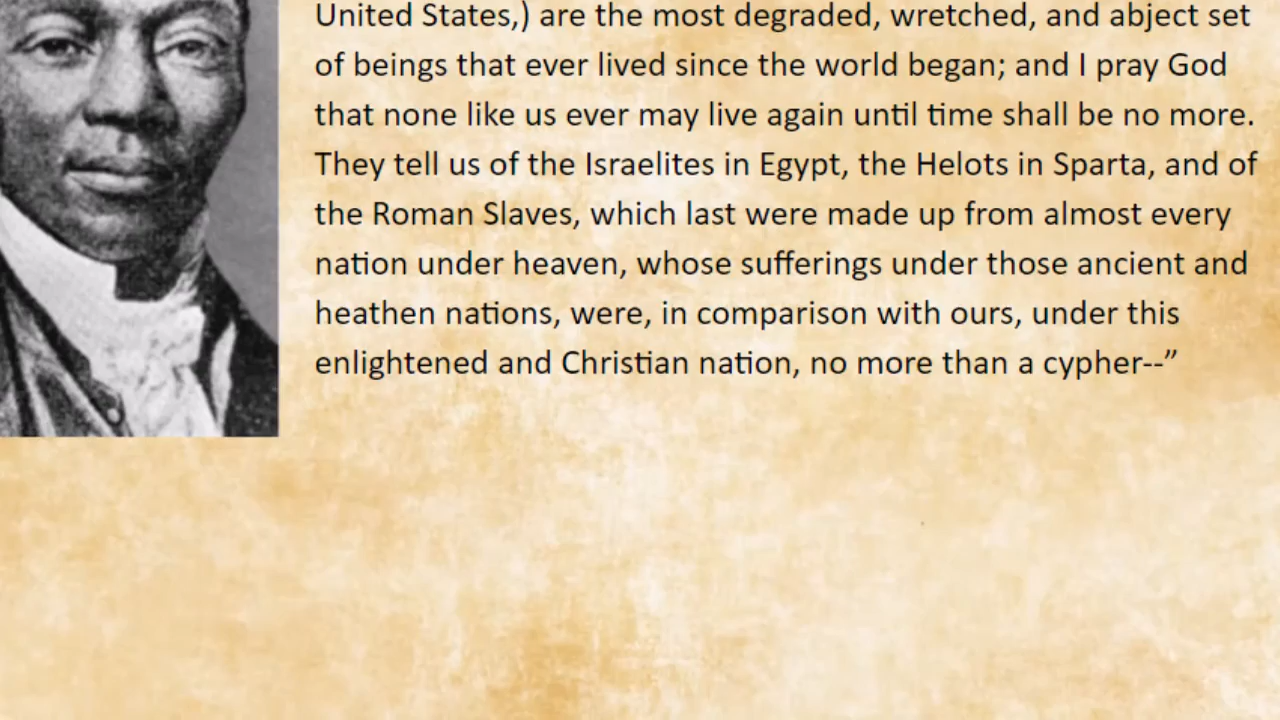 United States,) are the most degraded, wretched, and abject set
of beings that ever lived since the world began; and I pray God
that none like us ever may live again until time shall be no more.
They tell us of the Israelites in Egypt, the Helots in Sparta, and of
the Roman Slaves, which last were made up from almost every
nation under heaven, whose sufferings under those ancient and
heathen nations, were, in comparison with ours, under this
enlightened and Christian nation, no more than a cypher--”